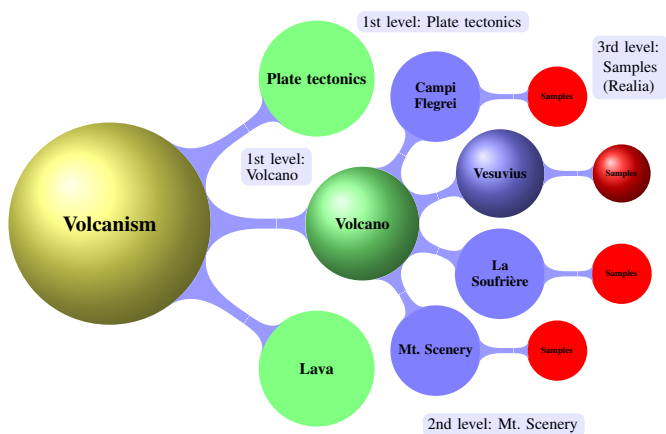 1st level: Plate tectonics
3rd level:
Samples
(Realia)
Plate tectonics
Campi
Flegrei
Samples
1st level:
Volcano
Vesuvius
Samples
Volcanism
Volcano
La
Soufrière
Samples
Mt. Scenery
Samples
Lava
2nd level: Mt. Scenery